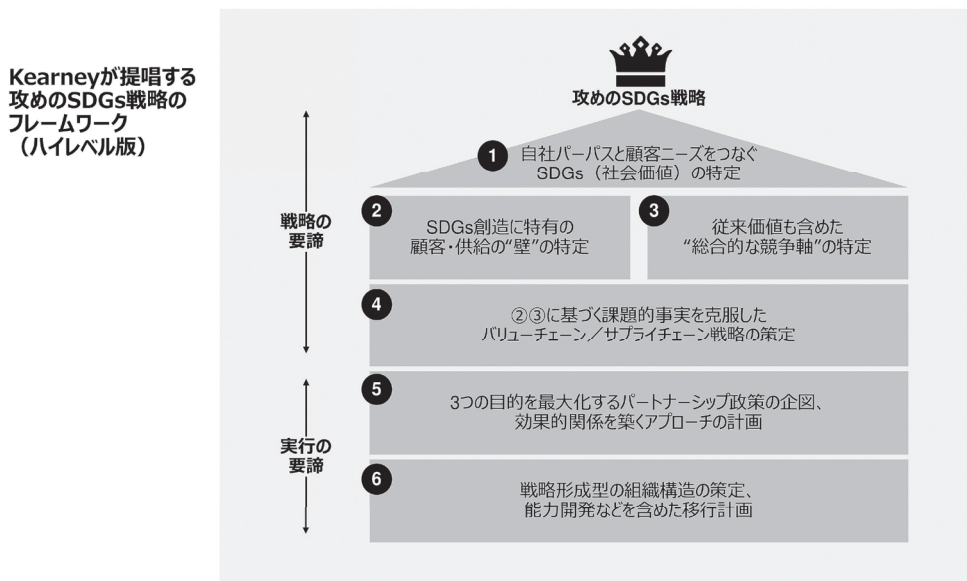 Kearneyが提唱する
攻めのSDGs戦略の
フレームワーク
（ハイレベル版）
攻めのSDGs戦略
戦略の
要諦
1
自社パーパスと顧客ニーズをつなぐ
SDGs（社会価値）の特定
2
SDGs創造に特有の
顧客・供給の“壁”の特定
3
従来価値も含めた
“総合的な競争軸”の特定
4
②③に基づく課題的事実を克服した
バリューチェーン／サプライチェーン戦略の策定
実行の
要諦
5
3つの目的を最大化するパートナーシップ政策の企図、
効果的関係を築くアプローチの計画
6
戦略形成型の組織構造の策定、
能力開発などを含めた移行計画